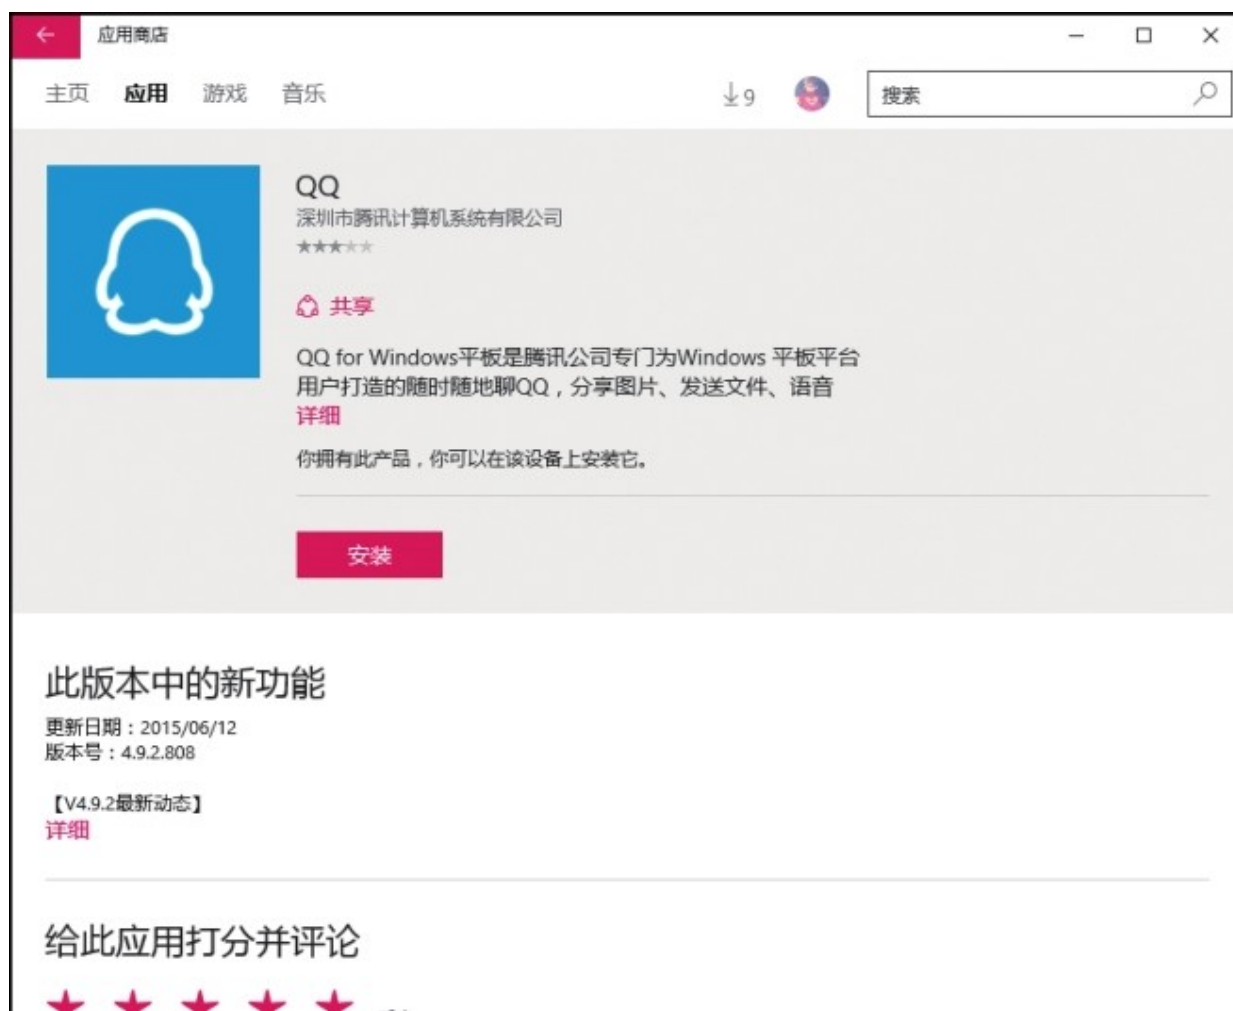 应用商店
主页 应用 游戏 音乐 9 搜索
QQ
深圳市腾讯计算机系统有限公司
共享
QQ for Windows平板是腾讯公司专门为Windows 平板平台
用户打造的随时随地聊QQ，分享图片、发送文件、语音
详细
你拥有此产品，你可以在该设备上安装它。
安装
此版本中的新功能
更新日期：2015/06/12
版本号：4.9.2.808
【V4.9.2最新动态】
详细
给此应用打分并评论